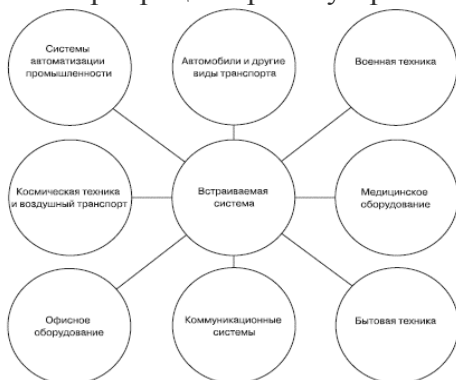 Системы
автоматизации
промышленности
Автомобили и другие
виды транспорта
Военная техника
Космическая техника
и воздушный транспорт
Встраиваемая
система
Медицинское
оборудование
Офисное
оборудование
Коммуникационные
системы
Бытовая техника